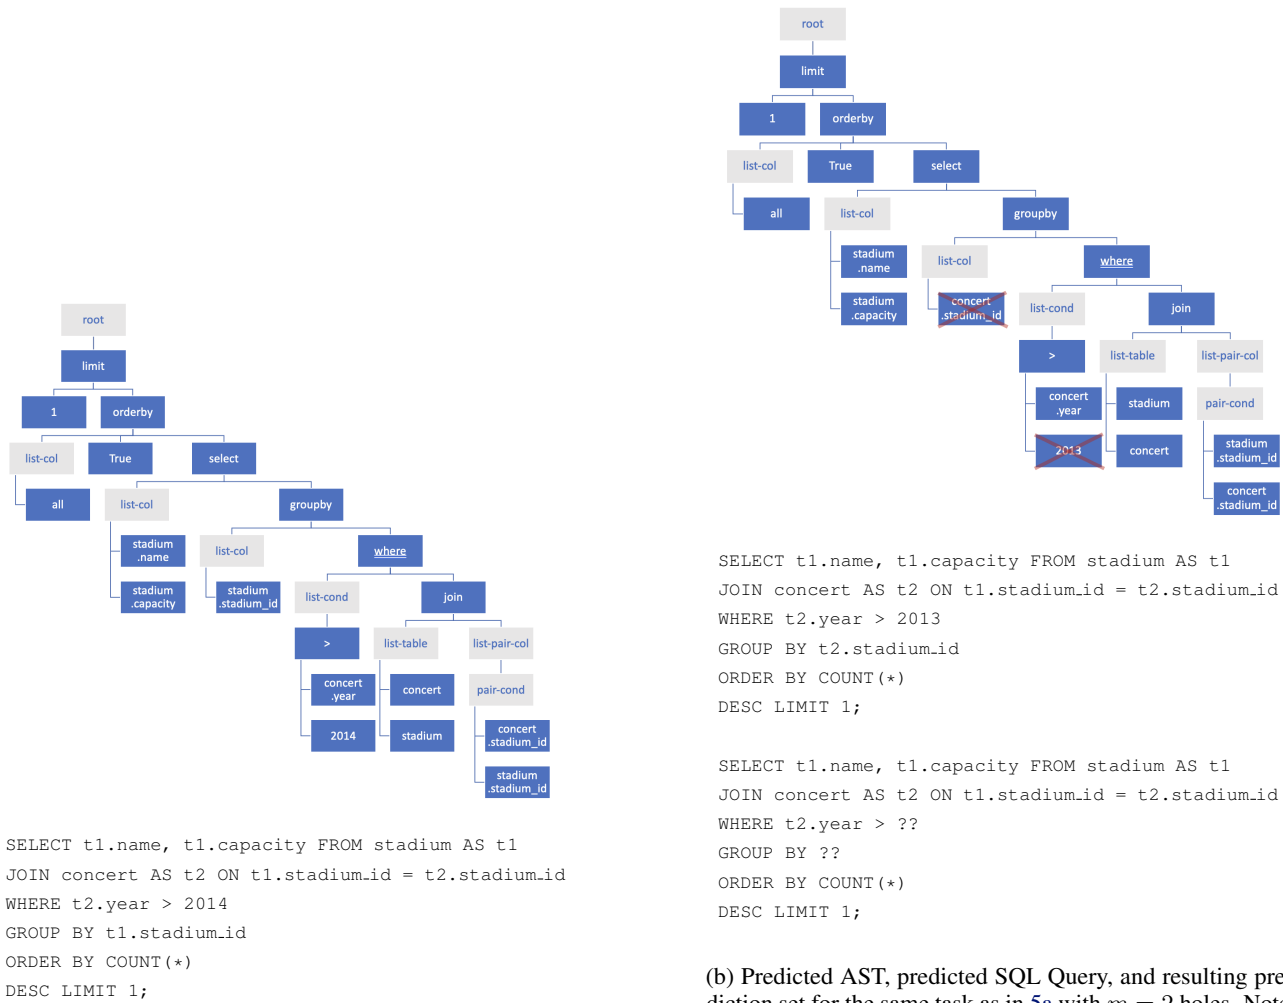 root
limit
1 orderby
list-col True select
all list-col groupby
stadium
.name
list-col where
stadium
.capacity
stadium
.stadium_id
list-cond join
> list-table list-pair-col
concert
.year
concert pair-cond
2014 stadium
concert
.stadium_id
stadium
.stadium_id
SELECT t1.name, t1.capacity FROM stadium AS t1
JOIN concert AS t2 ON t1.stadium_id = t2.stadium_id
WHERE t2.year > 2014
GROUP BY t1.stadium_id
ORDER BY COUNT(*)
DESC LIMIT 1;
root
limit
1 orderby
list-col True select
all list-col groupby
stadium
.name
list-col where
stadium
.capacity
concert
.stadium_id
list-cond join
> list-table list-pair-col
concert
.year
stadium pair-cond
2013 concert
stadium
.stadium_id
concert
.stadium_id
SELECT t1.name, t1.capacity FROM stadium AS t1
JOIN concert AS t2 ON t1.stadium_id = t2.stadium_id
WHERE t2.year > 2013
GROUP BY t2.stadium_id
ORDER BY COUNT(*)
DESC LIMIT 1;
SELECT t1.name, t1.capacity FROM stadium AS t1
JOIN concert AS t2 ON t1.stadium_id = t2.stadium_id
WHERE t2.year > ??
GROUP BY ??
ORDER BY COUNT(*)
DESC LIMIT 1;
(b) Predicted AST, predicted SQL Query, and resulting pre-
diction set for the same task as in 5a with m = 2 holes. Note